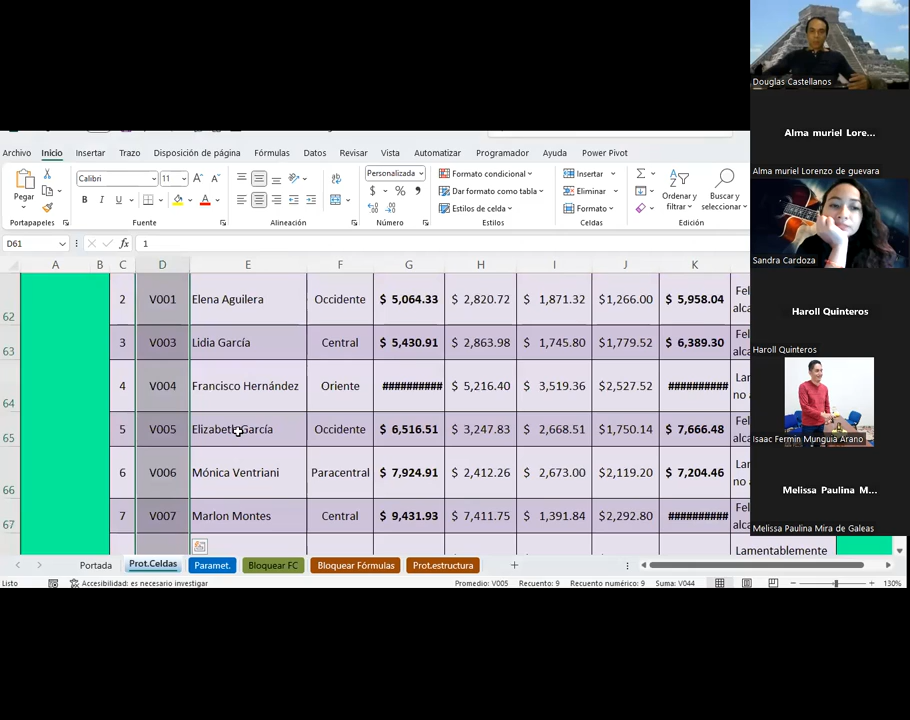 Archivo Inicio Insertar Trazo Disposición de página Fórmulas Datos Revisar Vista Automatizar Programador Ayuda Power Pivot
Pegar
Calibri 11
Personalizada
Formato condicional
Dar formato como tabla
Estilos de celda
Insertar
Eliminar
Formato
Ordenar y filtrar
Buscar y seleccionar
Portapapeles Fuente Alineación Número Estilos Celdas Edición
D61 fx 1
A B C D E F G H I J K
62 2 V001 Elena Aguilera Occidente $ 5,064.33 $ 2,820.72 $ 1,871.32 $1,266.00 $ 5,958.04
63 3 V003 Lidia García Central $ 5,430.91 $ 2,863.98 $ 1,745.80 $1,779.52 $ 6,389.30
64 4 V004 Francisco Hernández Oriente ########## $ 5,216.40 $ 3,519.36 $2,527.52 ##########
65 5 V005 Elizabeth García Occidente $ 6,516.51 $ 3,247.83 $ 2,668.51 $ 1,750.14 $ 7,666.48
66 6 V006 Mónica Ventriani Paracentral $ 7,924.91 $ 2,412.26 $ 2,673.00 $2,119.20 $ 7,204.46
67 7 V007 Marlon Montes Central $ 9,431.93 $ 7,411.75 $ 1,391.84 $2,292.80 ##########
Lamentablemente
Portada Prot.Celdas Paramet. Bloquear FC Bloquear Fórmulas Prot.estructura
Listo Accesibilidad: es necesario investigar Promedio: V005 Recuento: 9 Recuento numérico: 9 Suma: V044 130%
Douglas Castellanos
Alma muriel Lore...
Alma muriel Lorenzo de guevara
Sandra Cardoza
Haroll Quinteros
Haroll Quinteros
Isaac Fermin Munguia Arano
Melissa Paulina M...
Melissa Paulina Mira de Galeas